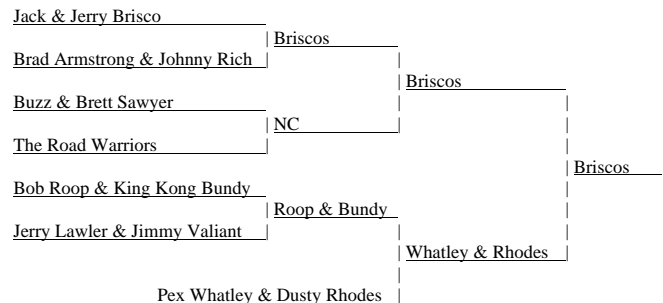 Jack & Jerry Brisco
Briscos
Brad Armstrong & Johnny Rich
Briscos
Buzz & Brett Sawyer
NC
The Road Warriors
Briscos
Bob Roop & King Kong Bundy
Roop & Bundy
Jerry Lawler & Jimmy Valiant
Whatley & Rhodes
Pex Whatley & Dusty Rhodes